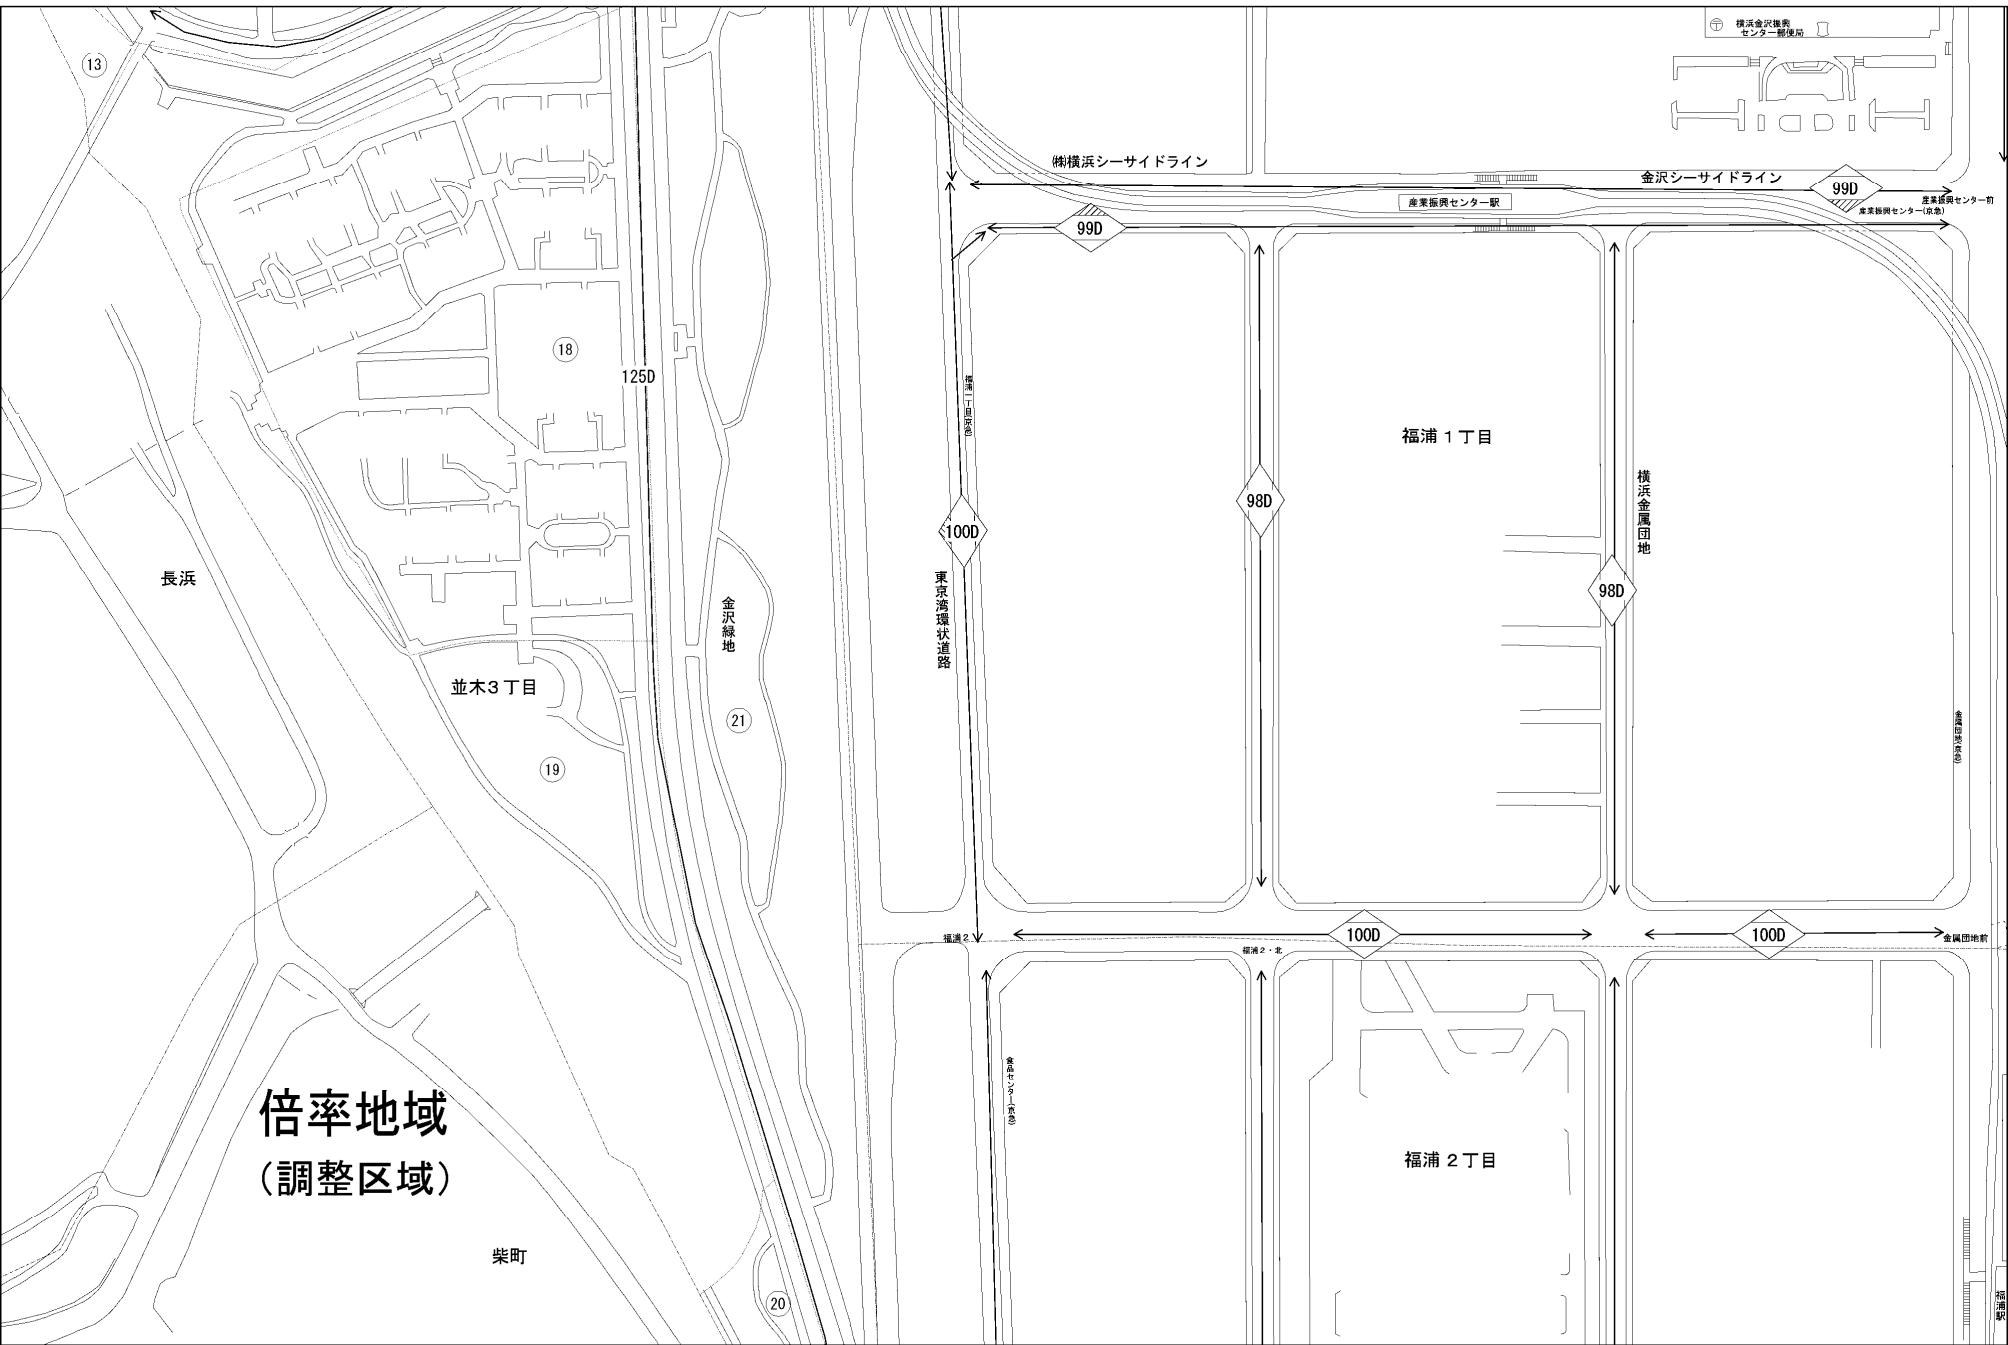 13
横浜金沢振興
センター郵便局
㈱横浜シーサイドライン
金沢シーサイドライン
99D
産業振興センター駅
産業振興センター前
産業振興センター(京急)
99D
18
125D
福浦一丁目(京急)
福浦1丁目
横浜金属団地
98D
100D
98D
長浜
東京湾環状道路
金沢緑地
並木3丁目
21
19
金属団地(京急)
福浦2
100D
福浦2・北
100D
金属団地前
食品センター(京急)
倍率地域
(調整区域)
福浦2丁目
柴町
20
福浦駅